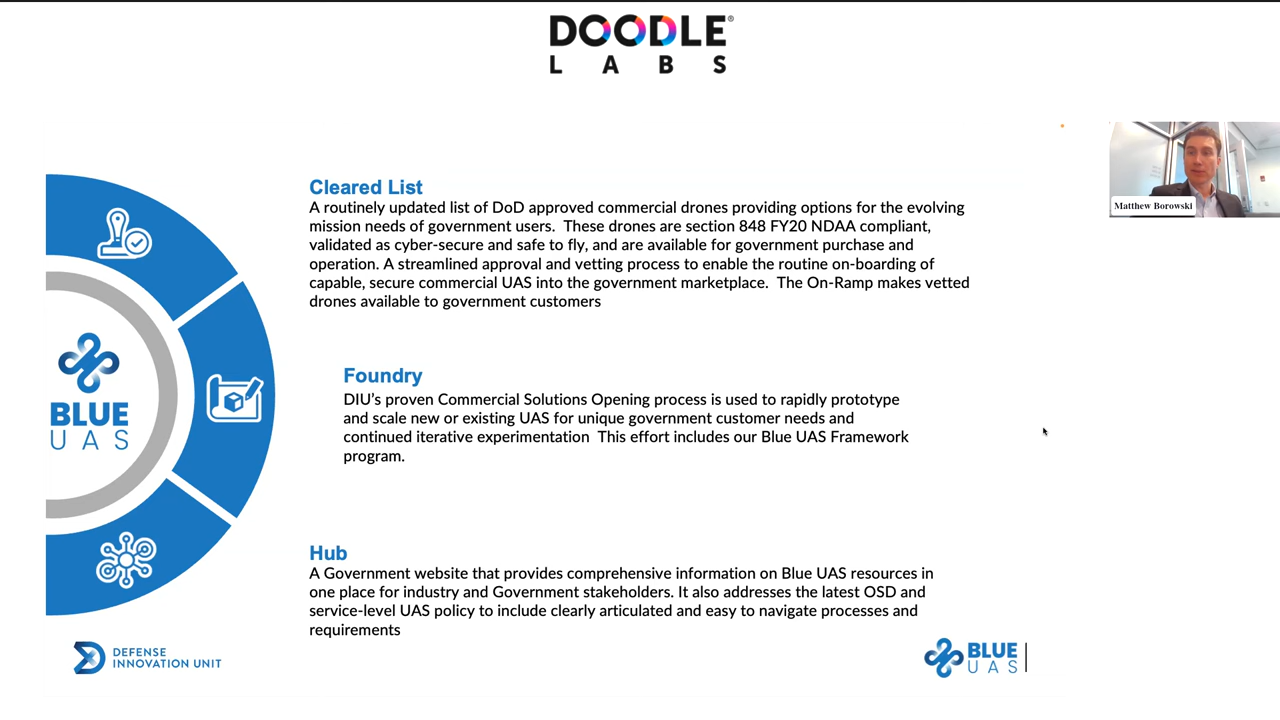 DOODLE®
LABS
Cleared List
A routinely updated list of DoD approved commercial drones providing options for the evolving
mission needs of government users.  These drones are section 848 FY20 NDAA compliant,
validated as cyber-secure and safe to fly, and are available for government purchase and
operation. A streamlined approval and vetting process to enable the routine on-boarding of
capable, secure commercial UAS into the government marketplace.  The On-Ramp makes vetted
drones available to government customers
Matthew Borowski
BLUE
UAS
Foundry
DIU's proven Commercial Solutions Opening process is used to rapidly prototype
and scale new or existing UAS for unique government customer needs and
continued iterative experimentation  This effort includes our Blue UAS Framework
program.
Hub
A Government website that provides comprehensive information on Blue UAS resources in
one place for industry and Government stakeholders. It also addresses the latest OSD and
service-level UAS policy to include clearly articulated and easy to navigate processes and
requirements
DEFENSE
INNOVATION UNIT
BLUE
UAS